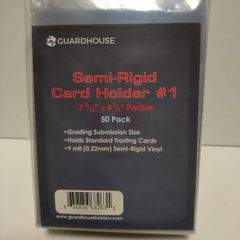 GUARDHOUSE
Semi-Rigid
Card Holder #1
50 Pack
•Grading Submission Size
•Holds Standard Trading Cards
•9 mil (0.22mm) Semi-Rigid Vinyl
www.guardhouseholders.com